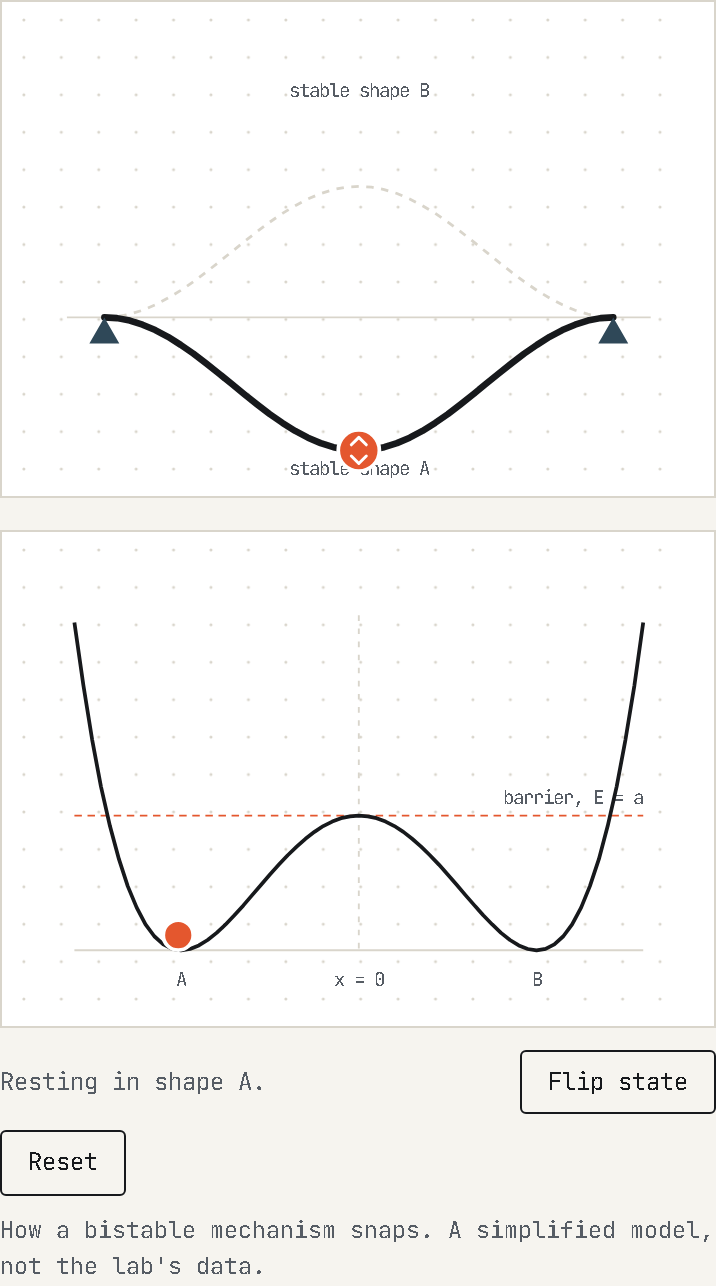 stable shape B
stable shape A
barrier, E = a
A
x = 0
B
Resting in shape A.
Flip state
Reset
How a bistable mechanism snaps. A simplified model,
not the lab's data.